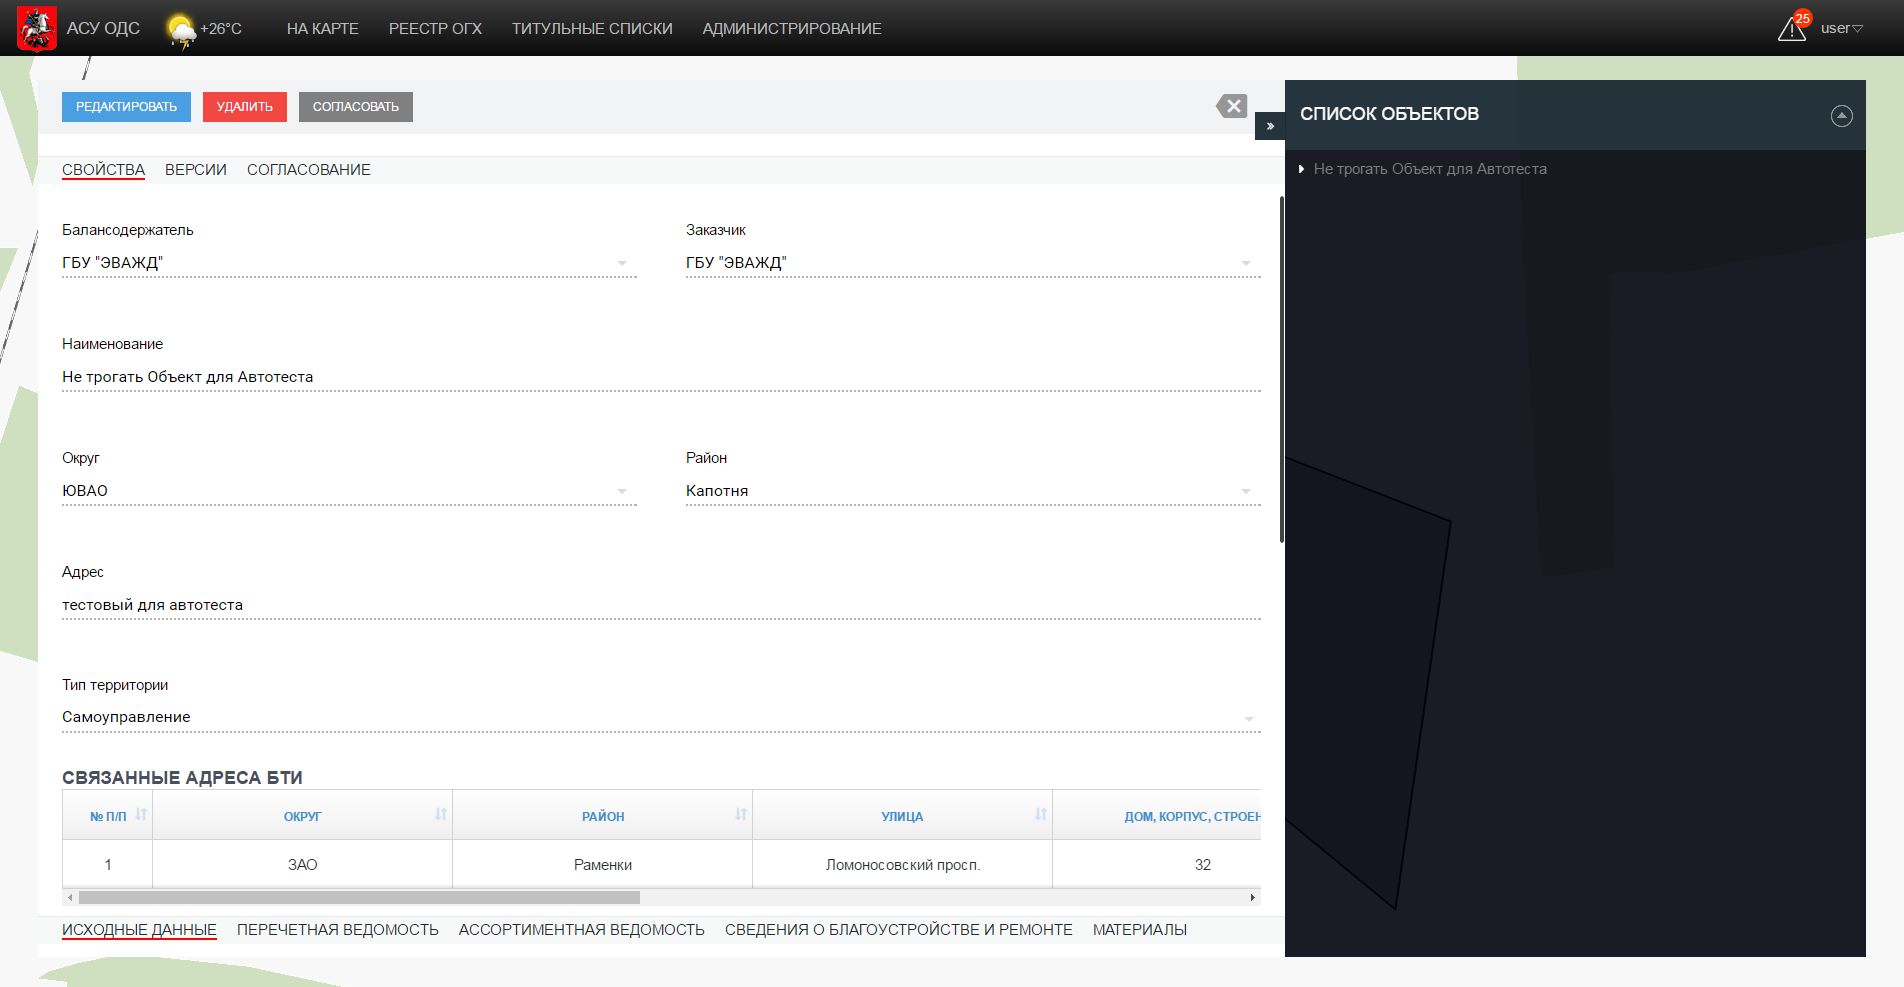 АСУ ОДС
+26°C
НА КАРТЕ
РЕЕСТР ОГХ
ТИТУЛЬНЫЕ СПИСКИ
АДМИНИСТРИРОВАНИЕ
25
user
РЕДАКТИРОВАТЬ
УДАЛИТЬ
СОГЛАСОВАТЬ
СПИСОК ОБЪЕКТОВ
Не трогать Объект для Автотеста
СВОЙСТВА
ВЕРСИИ
СОГЛАСОВАНИЕ
Балансодержатель
ГБУ "ЭВАЖД"
Заказчик
ГБУ "ЭВАЖД"
Наименование
Не трогать Объект для Автотеста
Округ
ЮВАО
Район
Капотня
Адрес
тестовый для автотеста
Тип территории
Самоуправление
СВЯЗАННЫЕ АДРЕСА БТИ
№ П/П
ОКРУГ
РАЙОН
УЛИЦА
ДОМ, КОРПУС, СТРОЕН
1
ЗАО
Раменки
Ломоносовский просп.
32
ИСХОДНЫЕ ДАННЫЕ
ПЕРЕЧЕТНАЯ ВЕДОМОСТЬ
АССОРТИМЕНТНАЯ ВЕДОМОСТЬ
СВЕДЕНИЯ О БЛАГОУСТРОЙСТВЕ И РЕМОНТЕ
МАТЕРИАЛЫ